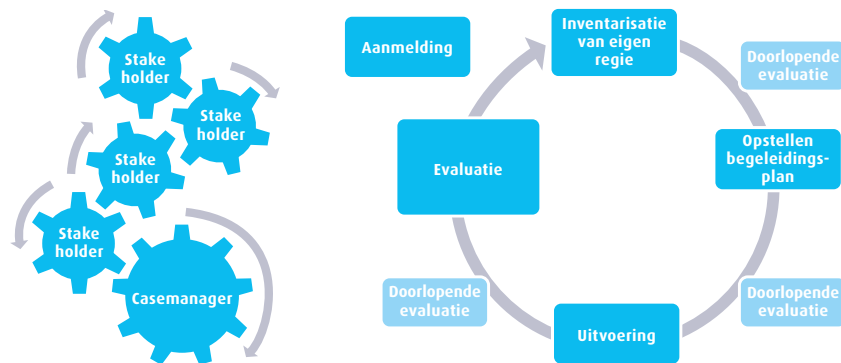 Stake
holder
Stake
holder
Stake
holder
Stake
holder
Casemanager
Aanmelding
Inventarisatie
van eigen
regie
Doorlopende
evaluatie
Opstellen
begeleidings-
plan
Doorlopende
evaluatie
Uitvoering
Doorlopende
evaluatie
Evaluatie